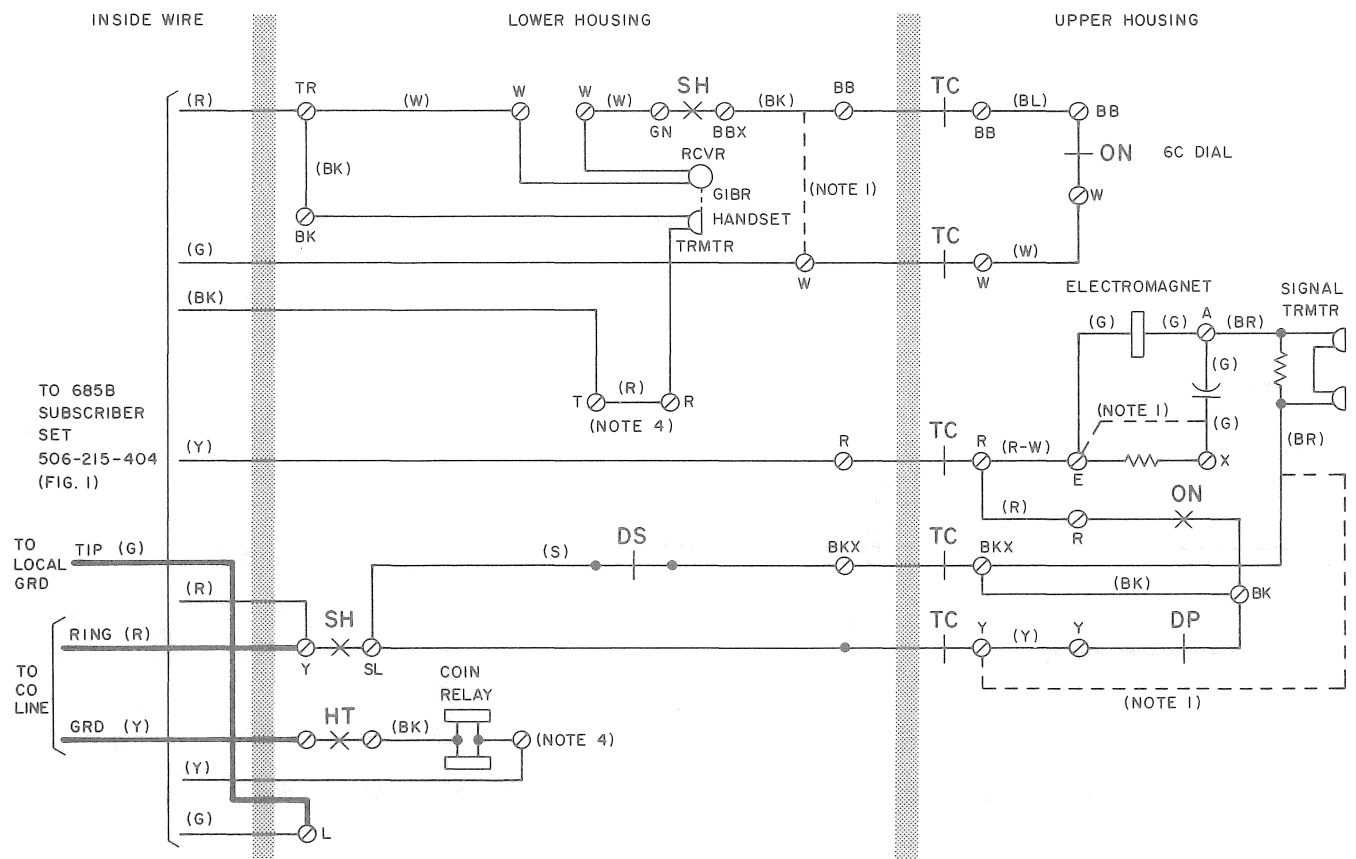 INSIDE WIRE
LOWER HOUSING
UPPER HOUSING
(R)
TR
(W)
W
W
(W)
SH
GN
BBX
(BK)
BB
TC
BB
(BL)
BB
ON
6C DIAL
W
(BK)
RCVR
G1BR
HANDSET
TRMTR
(NOTE 1)
BK
(G)
W
TC
W
(W)
(BK)
ELECTROMAGNET
SIGNAL
TRMTR
(G)
(G)
A
(BR)
(G)
(NOTE 1)
(G)
(BR)
T
(R)
R
(NOTE 4)
TO 685B
SUBSCRIBER
SET
506-215-404
(FIG. 1)
(Y)
R
TC
R
(R-W)
E
X
(R)
R
ON
TO
LOCAL
GRD
TIP (G)
(S)
DS
BKX
TC
BKX
(BK)
BK
(R)
RING (R)
SH
Y
SL
TC
Y
(Y)
Y
DP
(NOTE 1)
TO
CO
LINE
COIN
RELAY
GRD (Y)
HT
(BK)
(NOTE 4)
(Y)
(G)
L